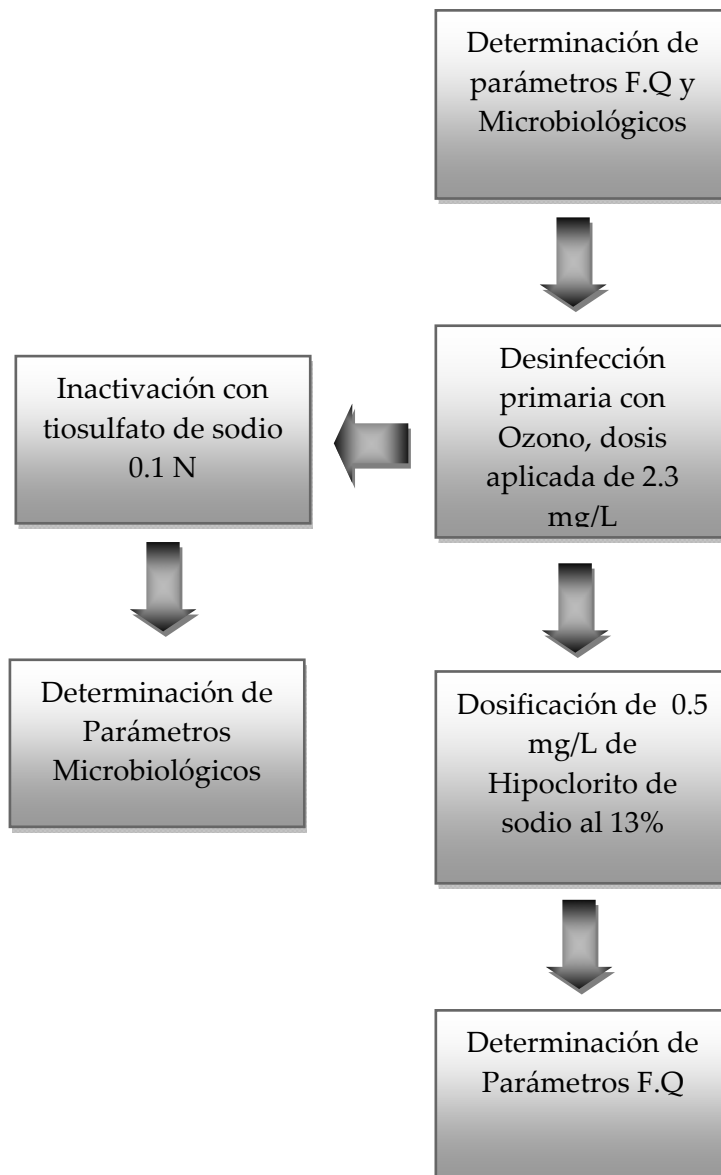 Determinación de
parámetros F.Q y
Microbiológicos
Desinfección
primaria con
Ozono, dosis
aplicada de 2.3
mg/L
Inactivación con
tiosulfato de sodio
0.1 N
Determinación de
Parámetros
Microbiológicos
Dosificación de 0.5
mg/L de
Hipoclorito de
sodio al 13%
Determinación de
Parámetros F.Q